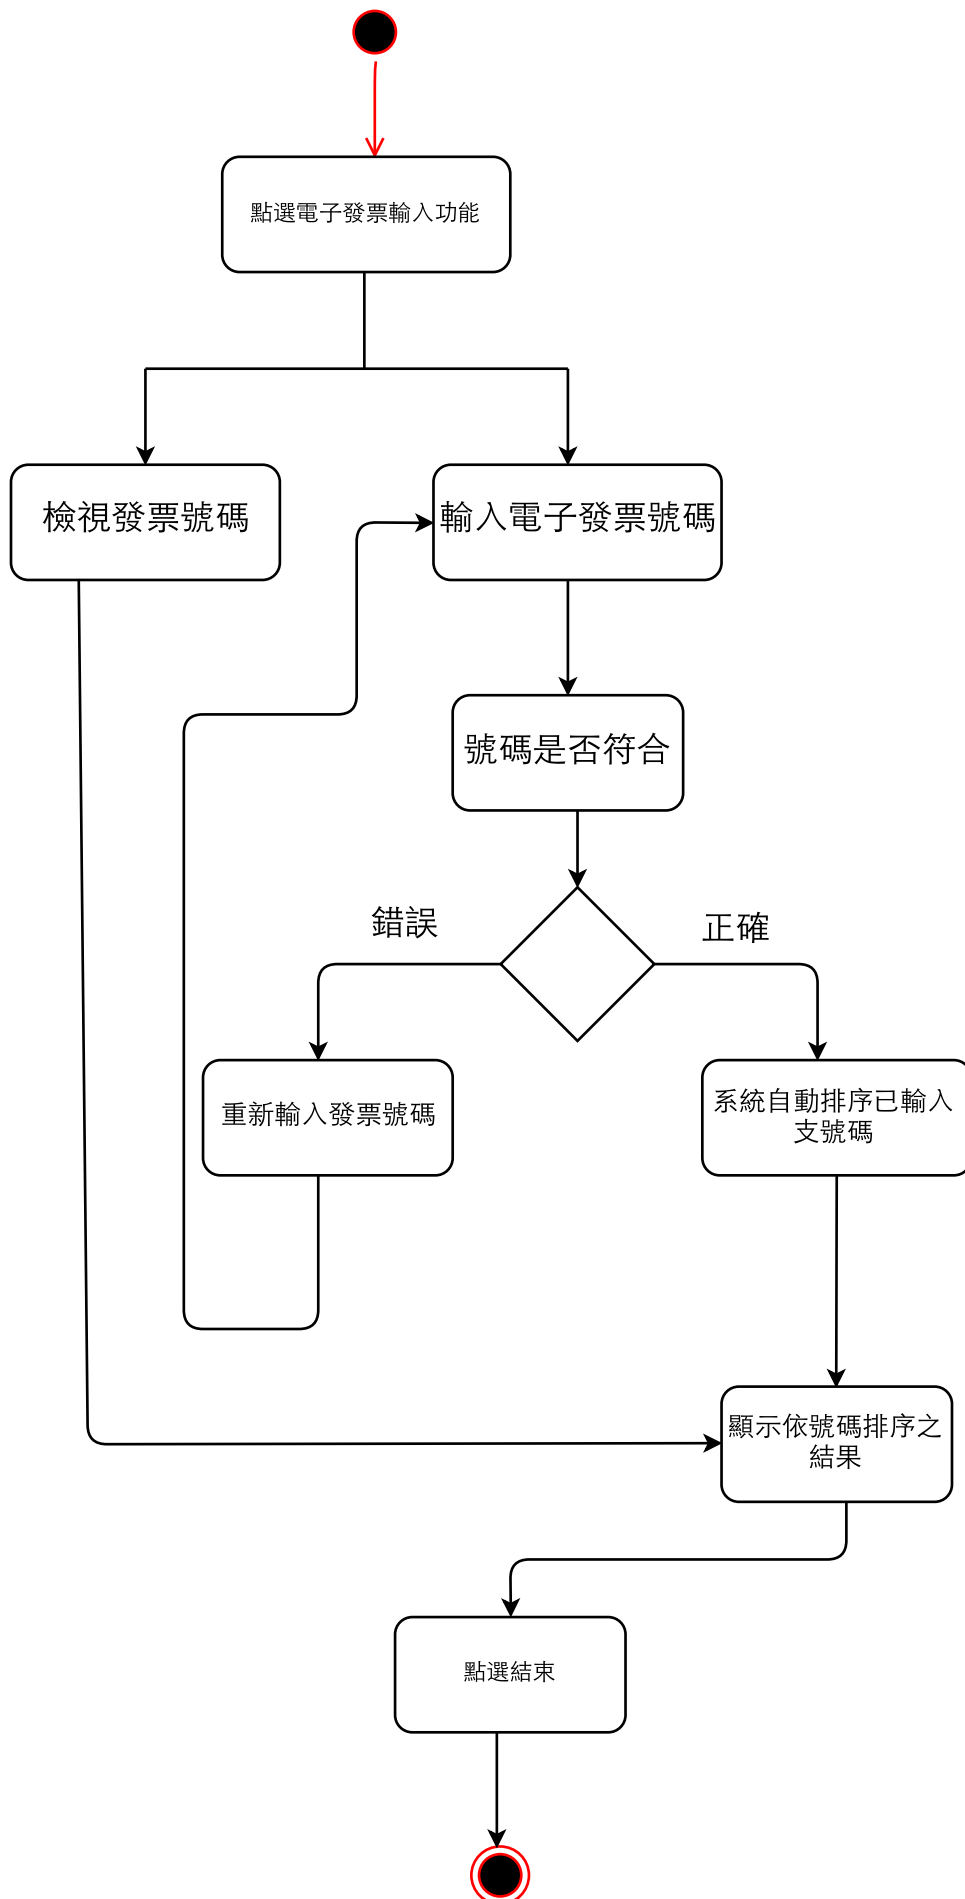 點選電子發票輸入功能
檢視發票號碼
輸入電子發票號碼
號碼是否符合
錯誤
正確
重新輸入發票號碼
系統自動排序已輸入
支號碼
顯示依號碼排序之
結果
點選結束